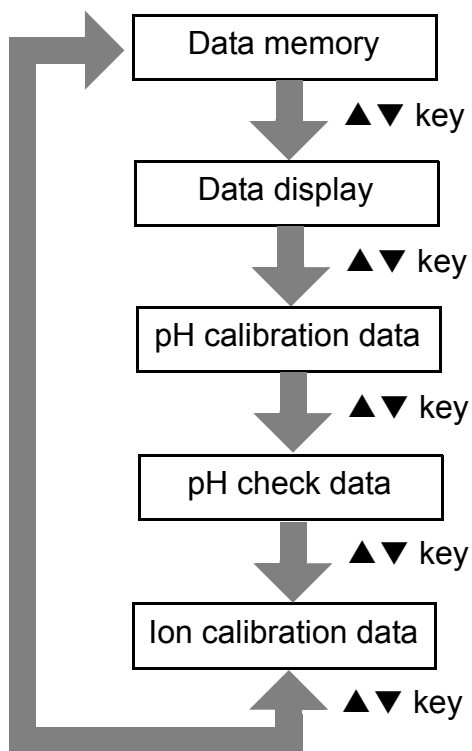 Data memory
▲▼ key
Data display
▲▼ key
pH calibration data
▲▼ key
pH check data
▲▼ key
Ion calibration data
▲▼ key